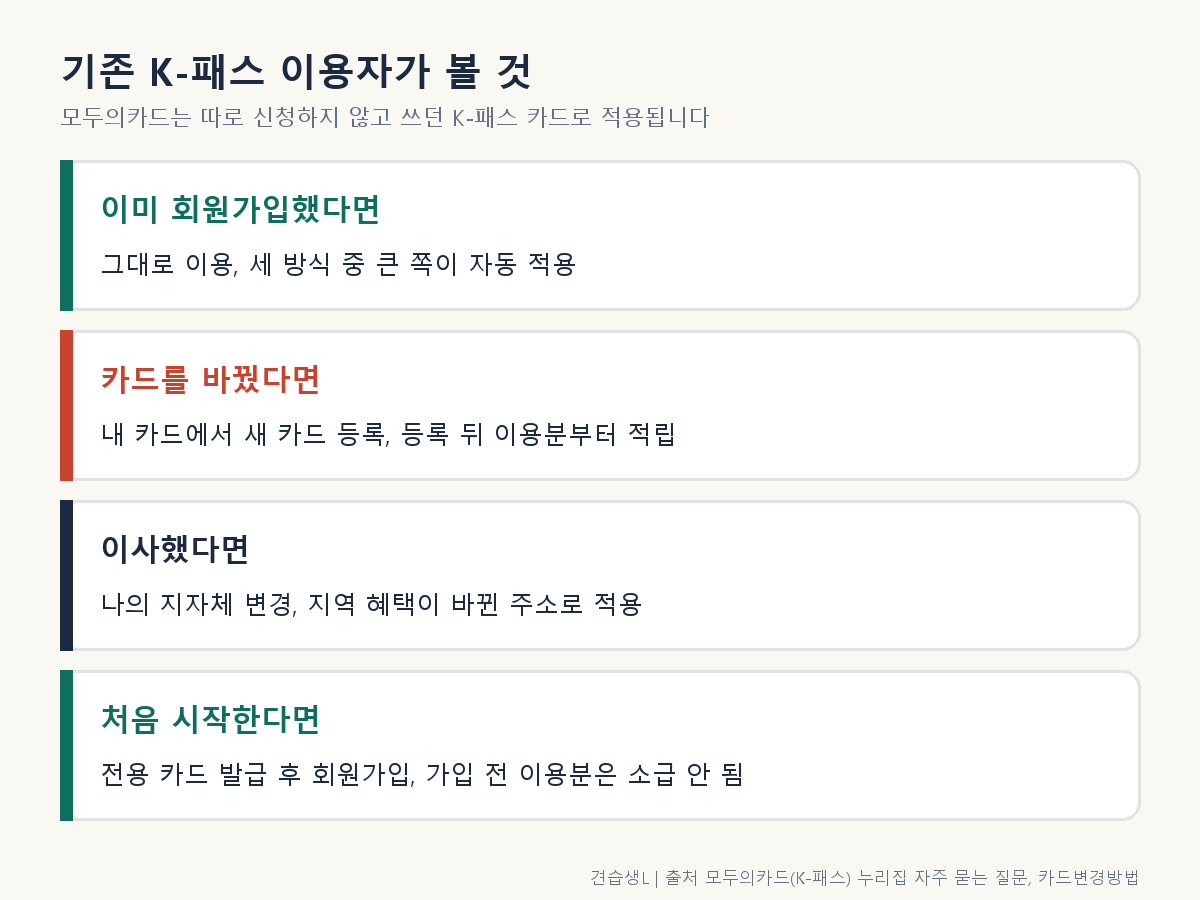 기존 K-패스 이용자가 볼 것
모두의카드는 따로 신청하지 않고 쓰던 K-패스 카드로 적용됩니다
이미 회원가입했다면
그대로 이용, 세 방식 중 큰 쪽이 자동 적용
카드를 바꿨다면
내 카드에서 새 카드 등록, 등록 뒤 이용분부터 적립
이사했다면
나의 지자체 변경, 지역 혜택이 바뀐 주소로 적용
처음 시작한다면
전용 카드 발급 후 회원가입, 가입 전 이용분은 소급 안 됨
견습생L | 출처 모두의카드(K-패스) 누리집 자주 묻는 질문, 카드변경방법